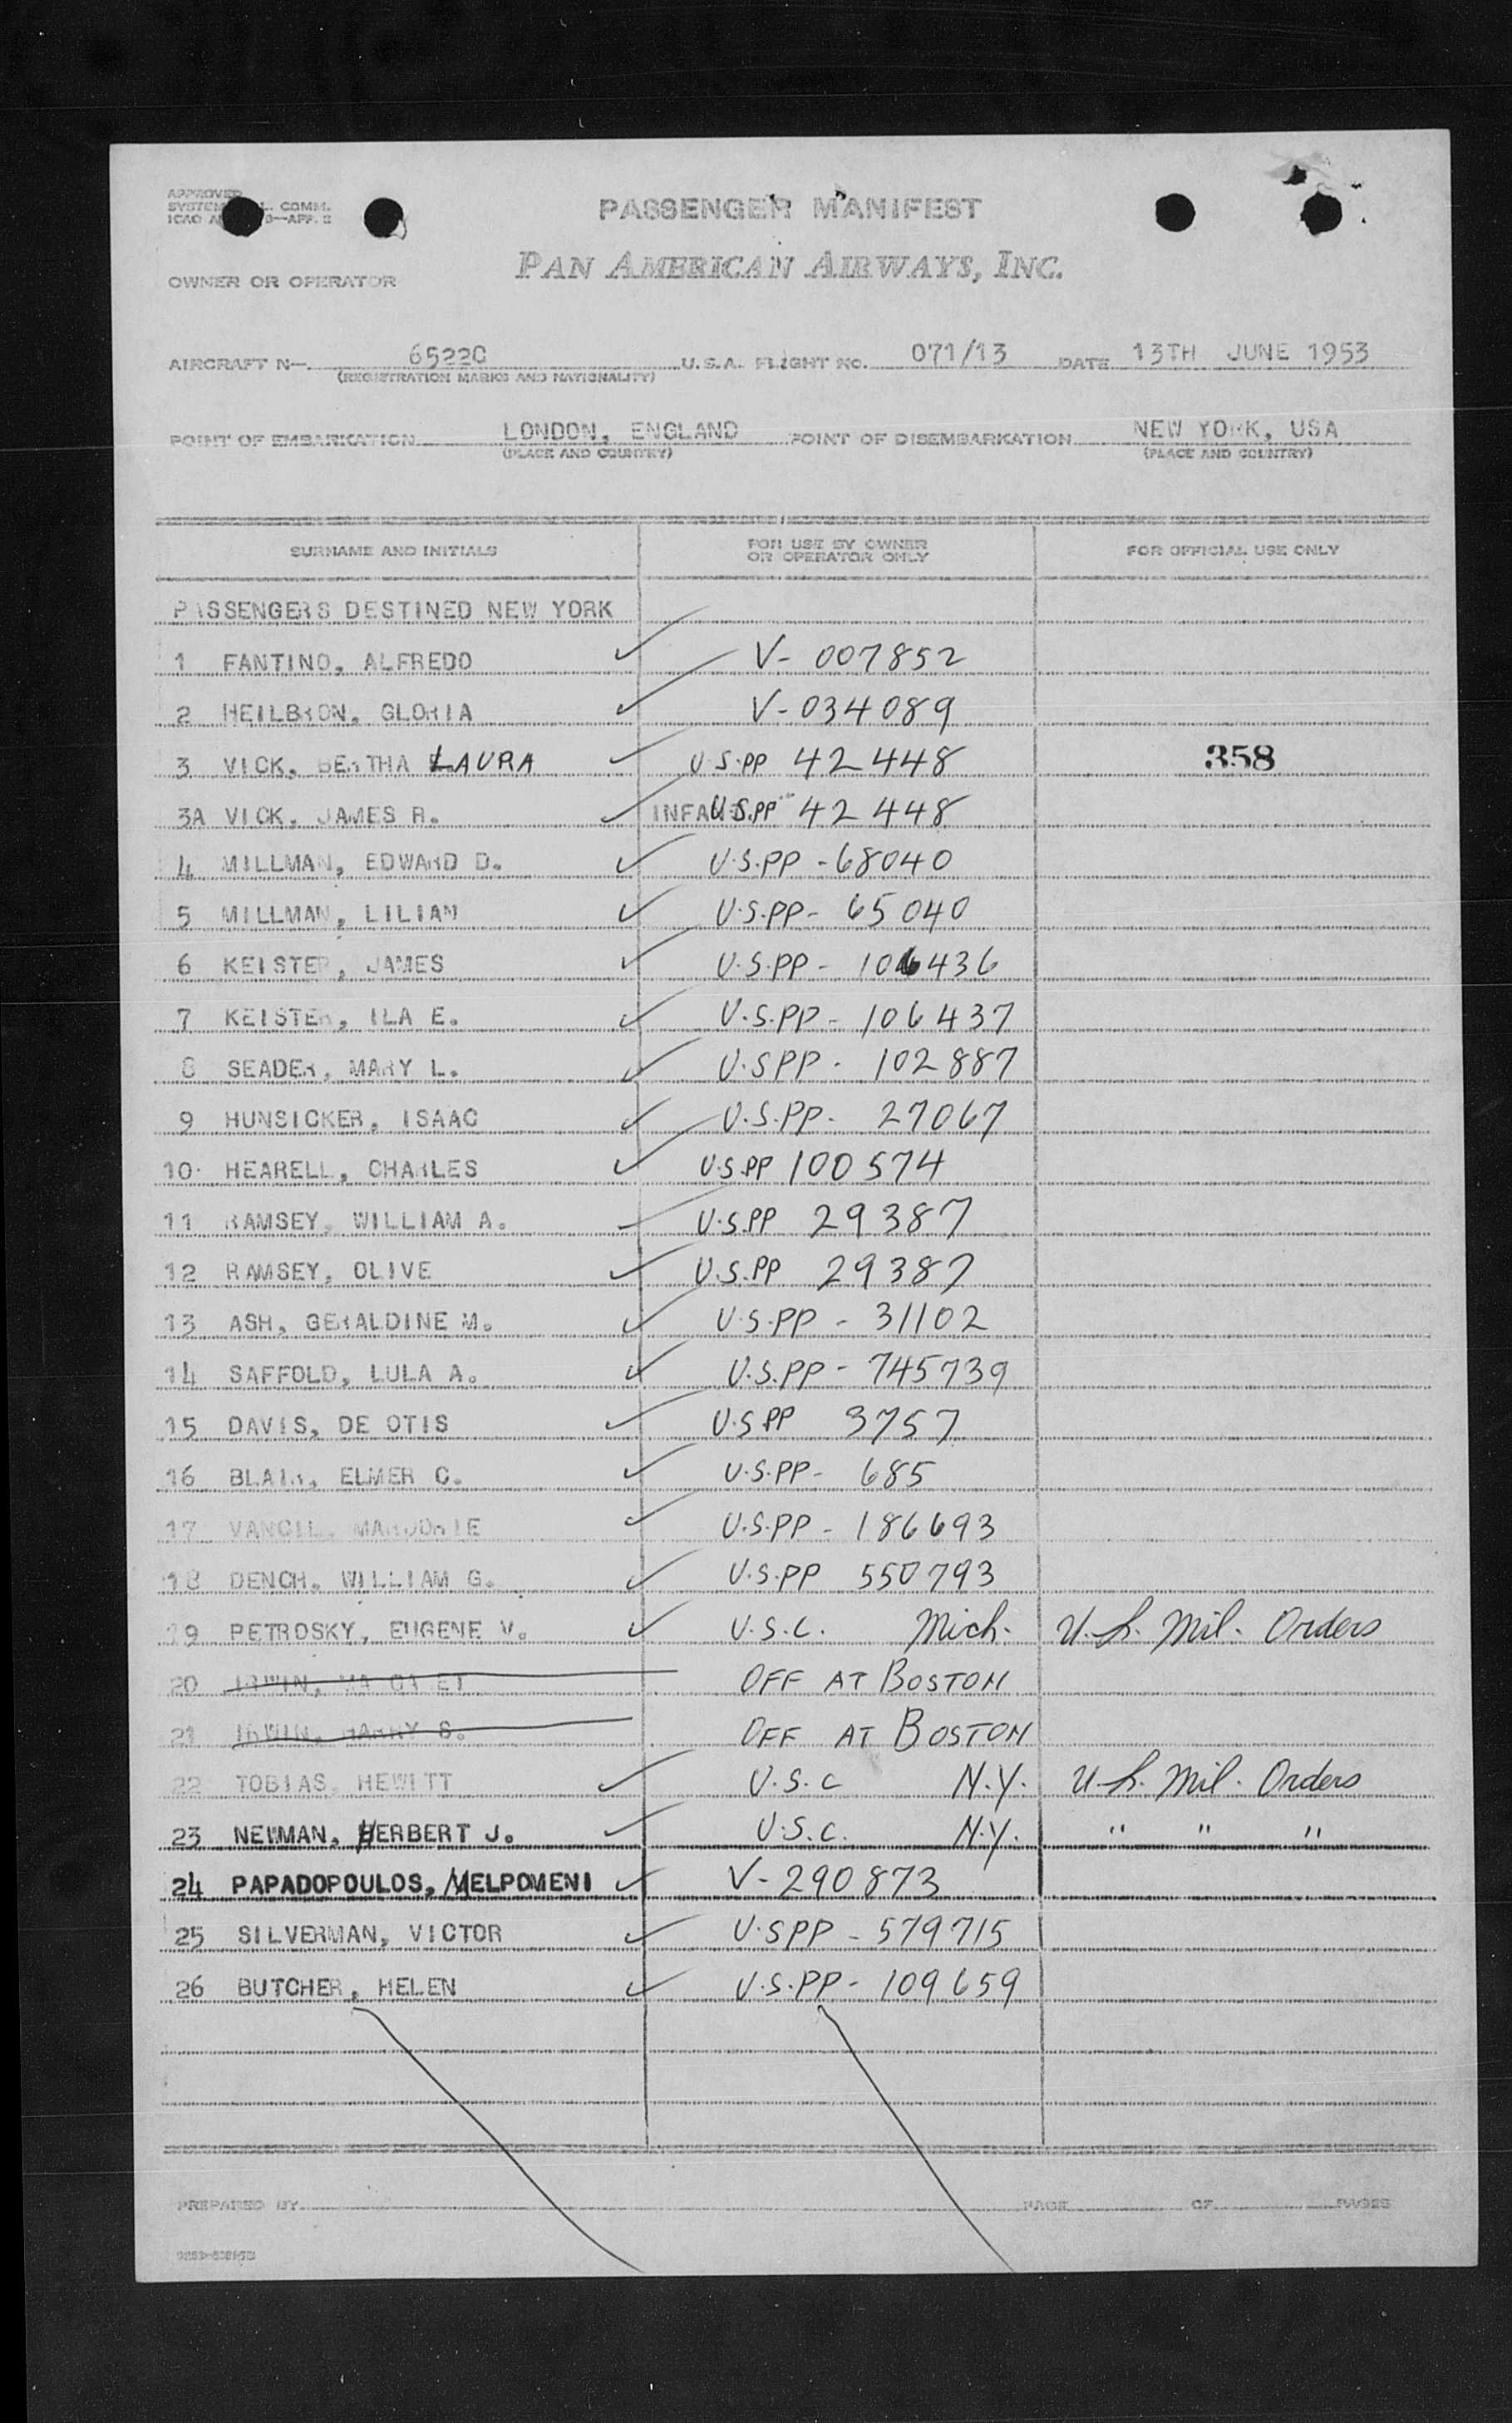 APPROVED
PASSENGER MANIFEST
PAN AMERICAN AIRWAYS, INC.
OWNER OR OPERATOR
AIRCRAFT N— 6522C U.S.A. FLIGHT NO. 071/13 DATE 13TH JUNE 1953
(REGISTRATION MARKS AND NATIONALITY)
POINT OF EMBARKATION LONDON, ENGLAND POINT OF DISEMBARKATION NEW YORK, USA
(PLACE AND COUNTRY) (PLACE AND COUNTRY)
SURNAME AND INITIALS FOR USE BY OWNER OR OPERATOR ONLY FOR OFFICIAL USE ONLY
PASSENGERS DESTINED NEW YORK
1 FANTINO, ALFREDO V- 007852
2 HEILBRON, GLORIA V- 034089
3 VICK, BERTHA LAURA U.S.PP 42448 358
3A VICK, JAMES R. U.S.PP 42448
4 MILLMAN, EDWARD D. U.S.PP - 68040
5 MILLMAN, LILIAN U.S.PP - 65040
6 KEISTER, JAMES U.S.PP - 106436
7 KEISTER, ILA E. U.S.PP - 106437
8 SEADER, MARY L. U.SPP - 102887
9 HUNSICKER, ISAAC U.S.PP - 27067
10 HEARELL, CHARLES U.S.PP 100574
11 RAMSEY, WILLIAM A. U.S.PP 29387
12 RAMSEY, OLIVE U.S.PP 29387
13 ASH, GERALDINE M. U.S.PP - 31102
14 SAFFOLD, LULA A. U.S.PP - 745739
15 DAVIS, DE OTIS U.S.PP 3757
16 BLAIR, ELMER C. U.S.PP - 685
17 VANCIL, MARJORIE U.S.PP - 186693
18 DENCH, WILLIAM G. U.S.PP 550793
19 PETROSKY, EUGENE V. U.S.C. Mich. U.S. Mil. Orders
20 IRWIN, MARGARET OFF AT BOSTON
21 IRWIN, HARRY S. OFF AT BOSTON
22 TOBIAS, HEWITT U.S.C N.Y. U.S. Mil. Orders
23 NEWMAN, HERBERT J. U.S.C. N.Y. " " "
24 PAPADOPOULOS, MELPOMENI V- 290873
25 SILVERMAN, VICTOR U.SPP - 579715
26 BUTCHER, HELEN U.S.PP - 109659
PREPARED BY PAGE OF PAGES